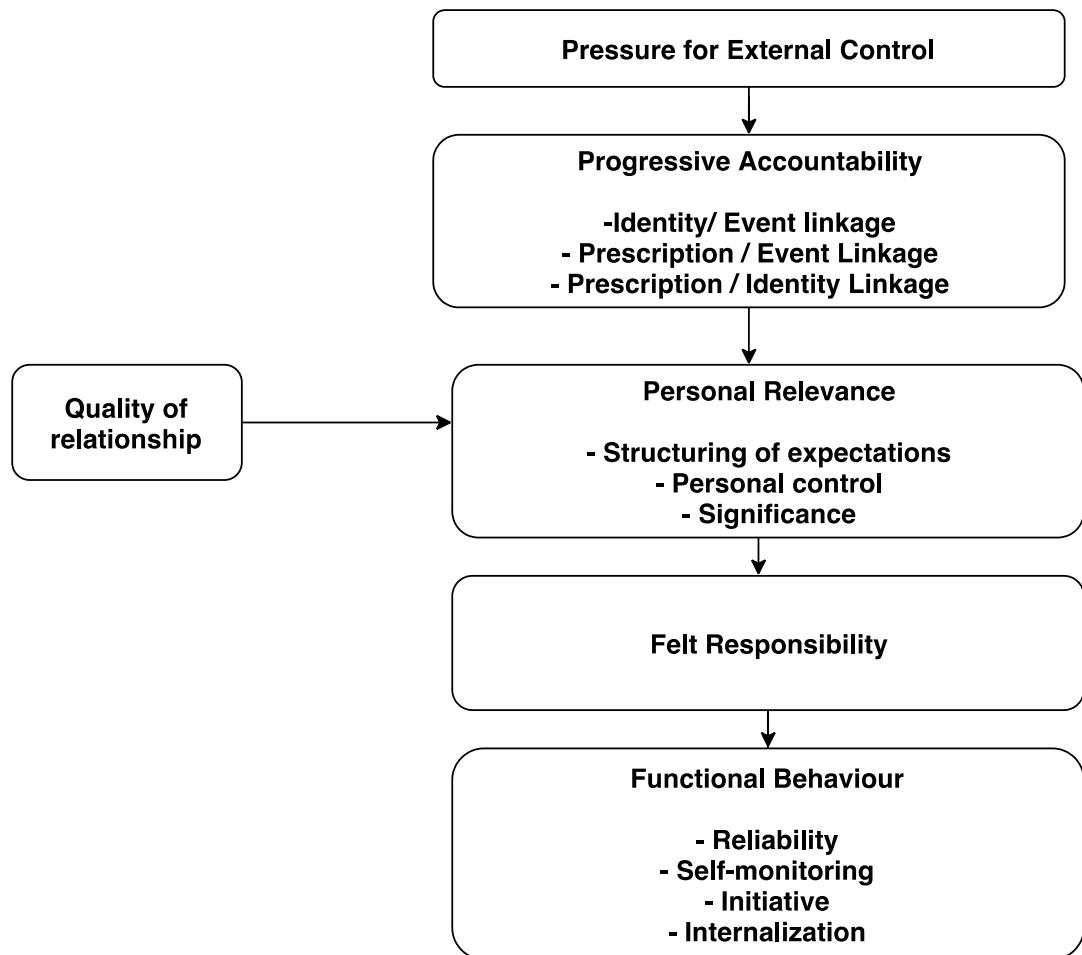 Pressure for External Control
Progressive Accountability
-Identity/ Event linkage
- Prescription / Event Linkage
- Prescription / Identity Linkage
Quality of
relationship
Personal Relevance
- Structuring of expectations
- Personal control
- Significance
Felt Responsibility
Functional Behaviour
- Reliability
- Self-monitoring
- Initiative
- Internalization